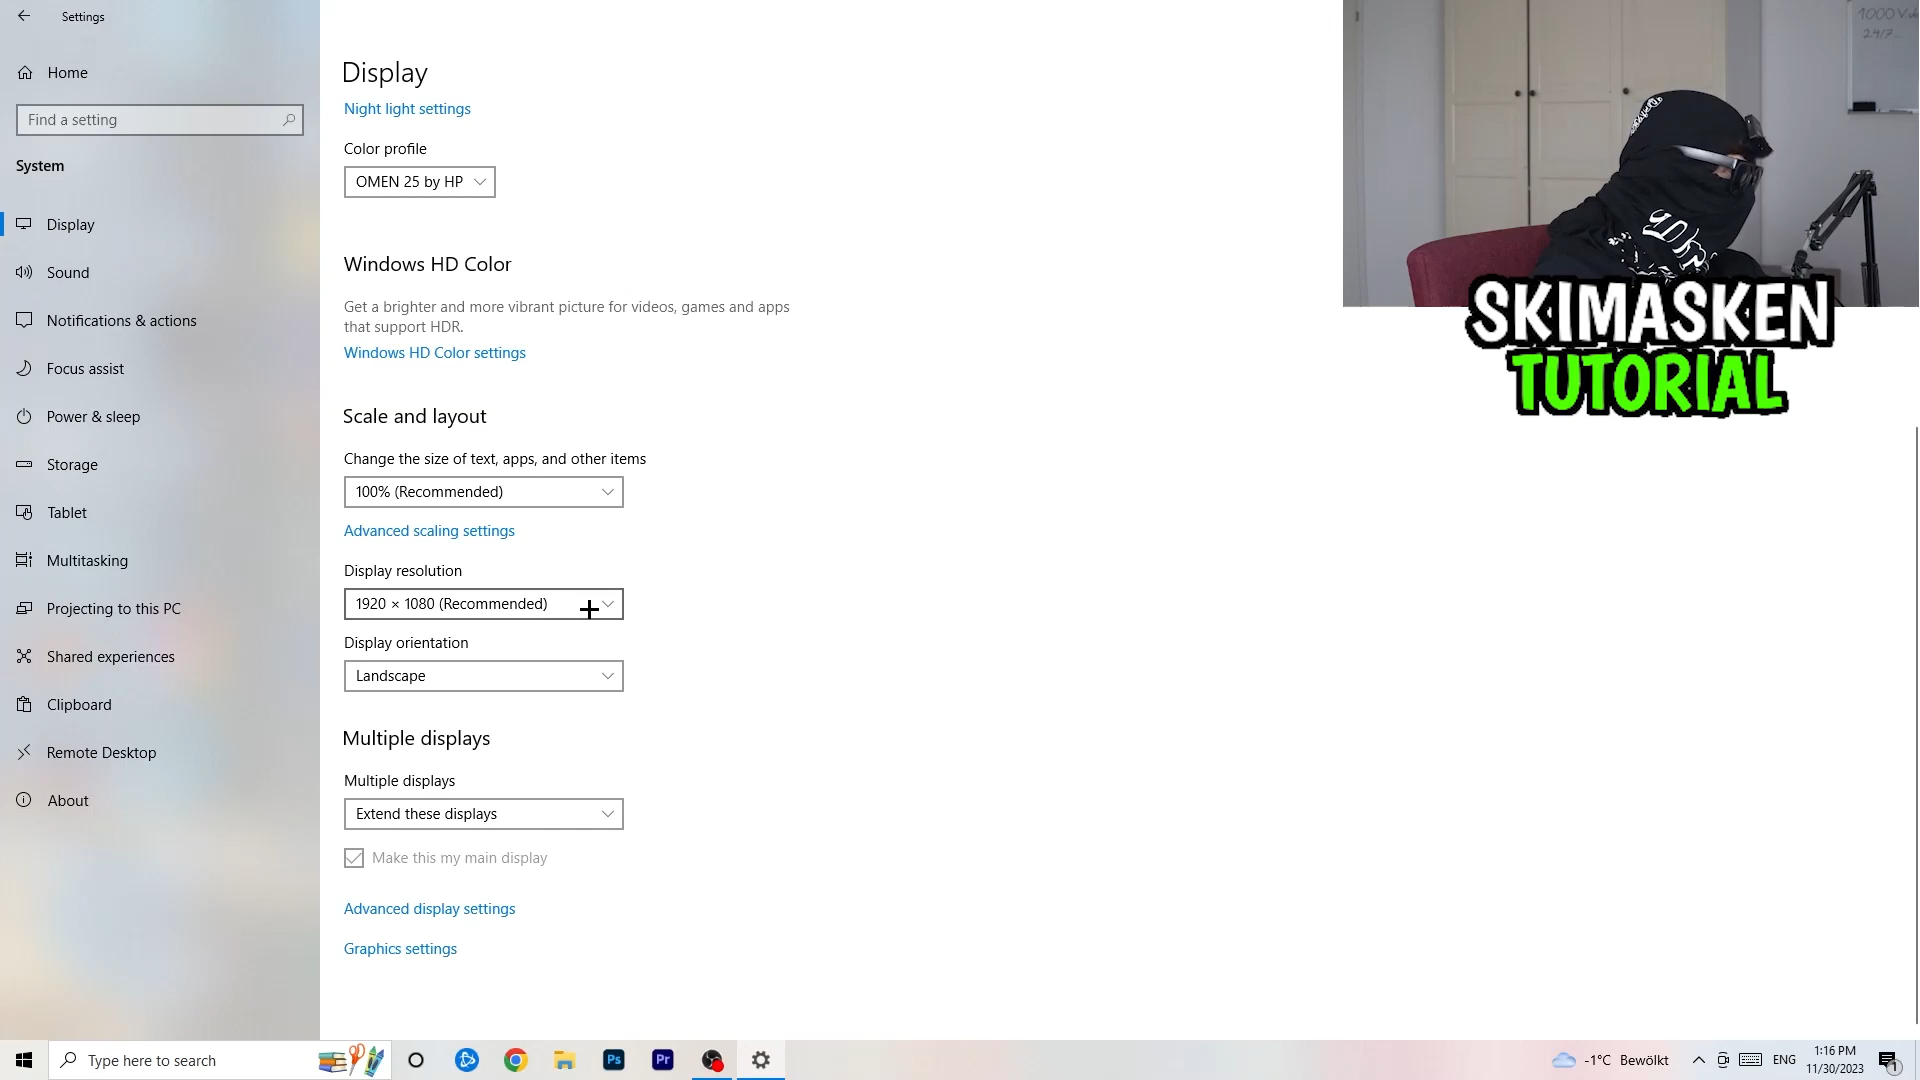 Settings
Home
Find a setting
System
Display
Sound
Notifications & actions
Focus assist
Power & sleep
Storage
Tablet
Multitasking
Projecting to this PC
Shared experiences
Clipboard
Remote Desktop
About
Display
Night light settings
Color profile
OMEN 25 by HP
Windows HD Color
Get a brighter and more vibrant picture for videos, games and apps
that support HDR.
Windows HD Color settings
Scale and layout
Change the size of text, apps, and other items
100% (Recommended)
Advanced scaling settings
Display resolution
1920 × 1080 (Recommended)
Display orientation
Landscape
Multiple displays
Multiple displays
Extend these displays
Make this my main display
Advanced display settings
Graphics settings
24/7
SKIMASKEN
TUTORIAL
Type here to search
Ps
Pr
-1°C Bewölkt
ENG
1:16 PM
11/30/2023
1